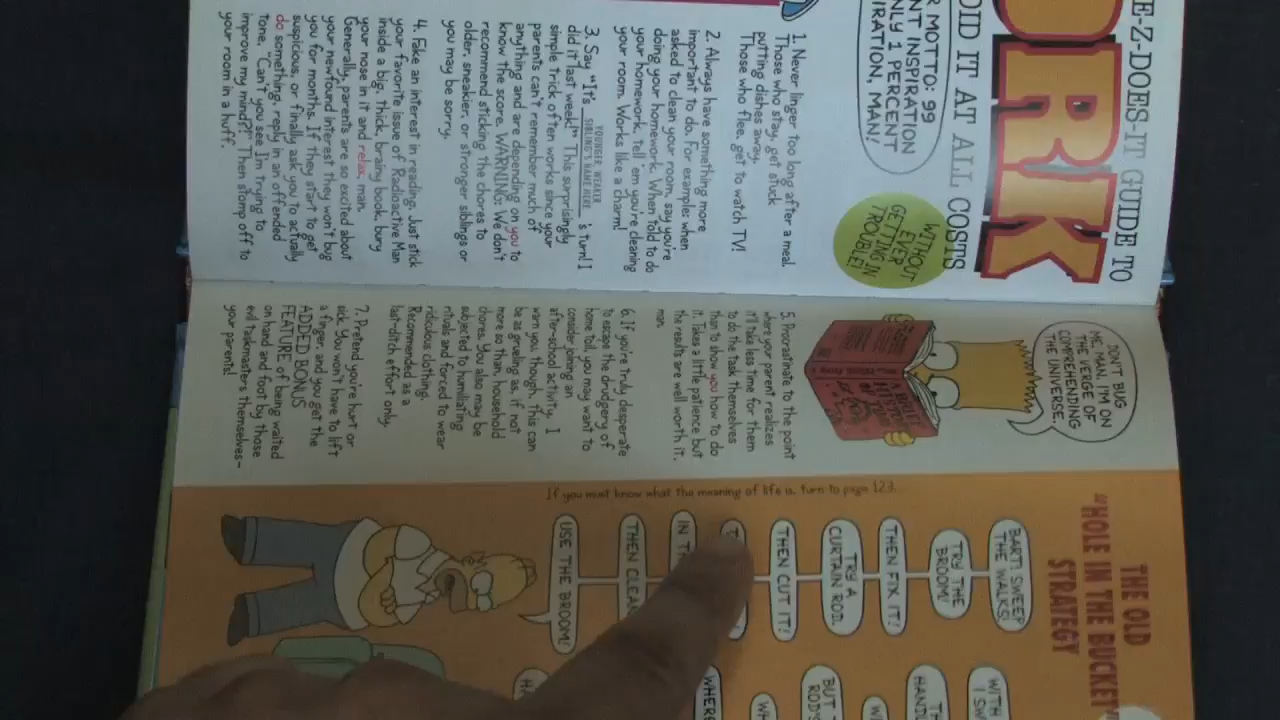 E-Z-DOES-IT GUIDE TO
ORK
OID IT AT ALL COSTS
WITHOUT
EVER
GETTING IN
TROUBLE!
R MOTTO: 99
NT INSPIRATION
NLY 1 PERCENT
IRATION, MAN!
1. Never linger too long after a meal.
Those who stay, get stuck
putting dishes away.
Those who flee, get to watch TV!
2. Always have something more
important to do. For example: when
asked to clean your room, say you're
doing your homework. When told to do
your homework, tell 'em you're cleaning
your room. Works like a charm!
3. Say "It's YOUNGER, WEAKER SIBLING'S NAME HERE 's turn! I
did it last week!" This surprisingly
simple trick often works since your
parents can't remember much of
anything and are depending on you to
know the score. WARNING: We don't
recommend sticking the chores to
older, sneakier, or stronger siblings or
you may be sorry.
4. Fake an interest in reading. Just stick
your favorite issue of Radioactive Man
inside a big, thick, brainy book, bury
your nose in it and relax, man.
Generally, parents are so excited about
your newfound interest they won't bug
you for months. If they start to get
suspicious, or finally ask you to actually
do something, reply in an offended
tone, "Can't you see I'm trying to
improve my mind?!" Then stomp off to
your room in a huff.
DON'T BUG
ME, MAN. I'M ON
THE VERGE OF
COMPREHENDING
THE UNIVERSE.
A BRIEF
HISTORY
5. Procrastinate to the point
where your parent realizes
it'll take less time for them
to do the task themselves
than to show you how to do
it. Takes a little patience but
the results are well worth it,
man.
6. If you're truly desperate
to escape the drudgery of
home toil, you may want to
consider joining an
after-school activity. I
warn you though, this can
be as grueling as, if not
more so than, household
chores. You also may be
subjected to humiliating
rituals and forced to wear
ridiculous clothing.
Recommended as a
last-ditch effort only.
7. Pretend you're hurt or
sick. You won't have to lift
a finger, and you get the
ADDED BONUS
FEATURE of being waited
on hand and foot by those
evil taskmasters themselves–
your parents!
If you must know what the meaning of life is, turn to page 123.
THE OLD
"HOLE IN THE BUCKET"
STRATEGY
BART! SWEEP
THE WALKS!
TRY THE
BROOM!
THEN FIX IT!
TRY A
CURTAIN ROD.
THEN CUT IT!
IN T
THEN CLEA
USE THE BROOM!
WITH
I SW
TH
HAND
BUT
ROD'S
WH
WHERE